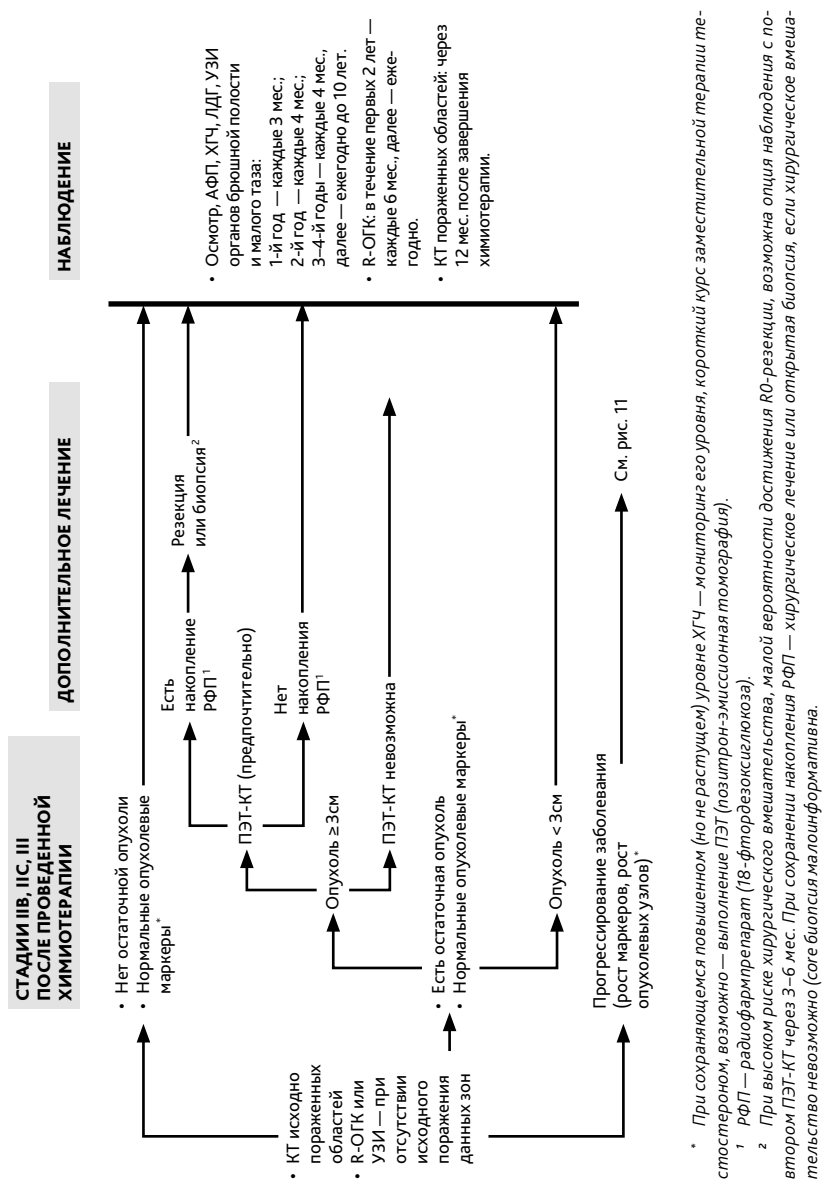 СТАДИИ IIB, IIC, III
ПОСЛЕ ПРОВЕДЕННОЙ
ХИМИОТЕРАПИИ
ДОПОЛНИТЕЛЬНОЕ ЛЕЧЕНИЕ
НАБЛЮДЕНИЕ
• КТ исходно
пораженных
областей
• R-ОГК или
УЗИ — при
отсутствии
исходного
поражения
данных зон
• Нет остаточной опухоли
• Нормальные опухолевые
маркеры*
Есть
накопление
РФП1
Резекция
или биопсия2
ПЭТ-КТ (предпочтительно)
Нет
накопления
РФП1
Опухоль ≥ 3см
ПЭТ-КТ невозможна
• Есть остаточная опухоль
• Нормальные опухолевые маркеры*
Опухоль < 3см
Прогрессирование заболевания
(рост маркеров, рост
опухолевых узлов)*
См. рис. 11
• Осмотр, АФП, ХГЧ, ЛДГ, УЗИ
органов брюшной полости
и малого таза:
1-й год — каждые 3 мес.;
2-й год — каждые 4 мес.;
3–4-й годы — каждые 4 мес.,
далее — ежегодно до 10 лет.
• R-ОГК: в течение первых 2 лет —
каждые 6 мес., далее — еже-
годно.
• КТ пораженных областей: через
12 мес. после завершения
химиотерапии.
* При сохраняющемся повышенном (но не растущем) уровне ХГЧ — мониторинг его уровня, короткий курс заместительной терапии те-
стостероном, возможно — выполнение ПЭТ (позитрон-эмиссионная томография).
1 РФП — радиофармпрепарат (18-фтордезоксиглюкоза).
2 При высоком риске хирургического вмешательства, малой вероятности достижения R0-резекции, возможна опция наблюдения с по-
втором ПЭТ-КТ через 3–6 мес. При сохранении накопления РФП — хирургическое лечение или открытая биопсия, если хирургическое вмеша-
тельство невозможно (core биопсия малоинформативна.